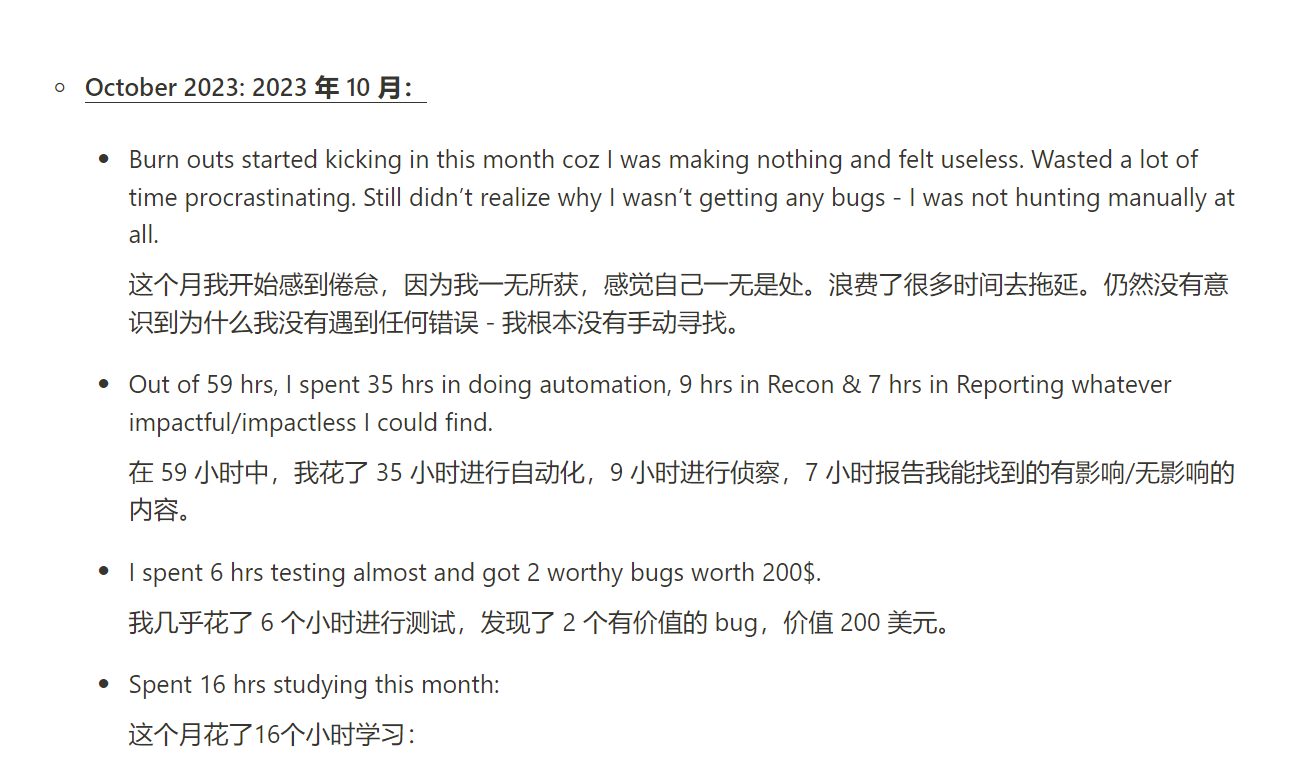 October 2023: 2023 年 10 月：
Burn outs started kicking in this month coz I was making nothing and felt useless. Wasted a lot of
time procrastinating. Still didn’t realize why I wasn’t getting any bugs - I was not hunting manually at
all.
这个月我开始感到倦怠，因为我一无所获，感觉自己一无是处。浪费了很多时间去拖延。仍然没有意
识到为什么我没有遇到任何错误 - 我根本没有手动寻找。
Out of 59 hrs, I spent 35 hrs in doing automation, 9 hrs in Recon & 7 hrs in Reporting whatever
impactful/impactless I could find.
在 59 小时中，我花了 35 小时进行自动化，9 小时进行侦察，7 小时报告我能找到的有影响/无影响的
内容。
I spent 6 hrs testing almost and got 2 worthy bugs worth 200$.
我几乎花了 6 个小时进行测试，发现了 2 个有价值的 bug，价值 200 美元。
Spent 16 hrs studying this month:
这个月花了16个小时学习：